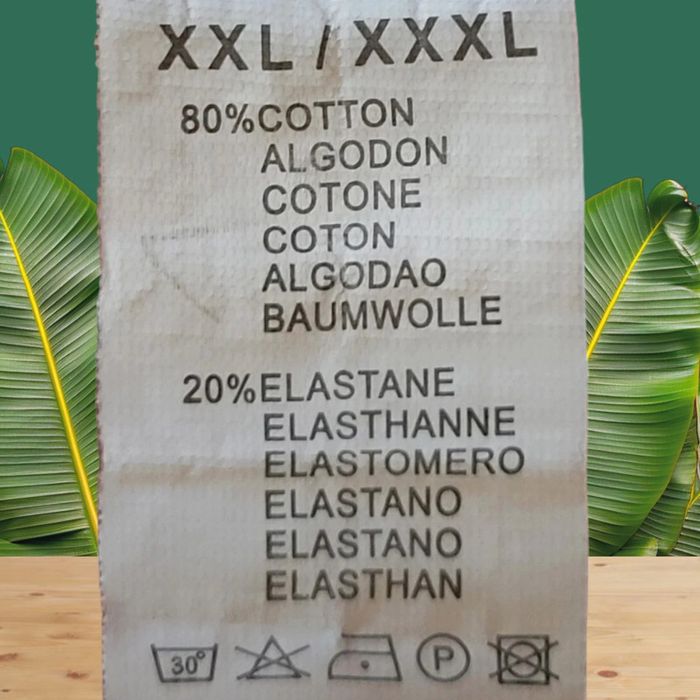 XXL/XXXL
80%COTTON
ALGODON
COTONE
COTON
ALGODAO
BAUMWOLLE
20%ELASTANE
ELASTHANNE
ELASTOMERO
ELASTANO
ELASTANO
ELASTHAN
30° P